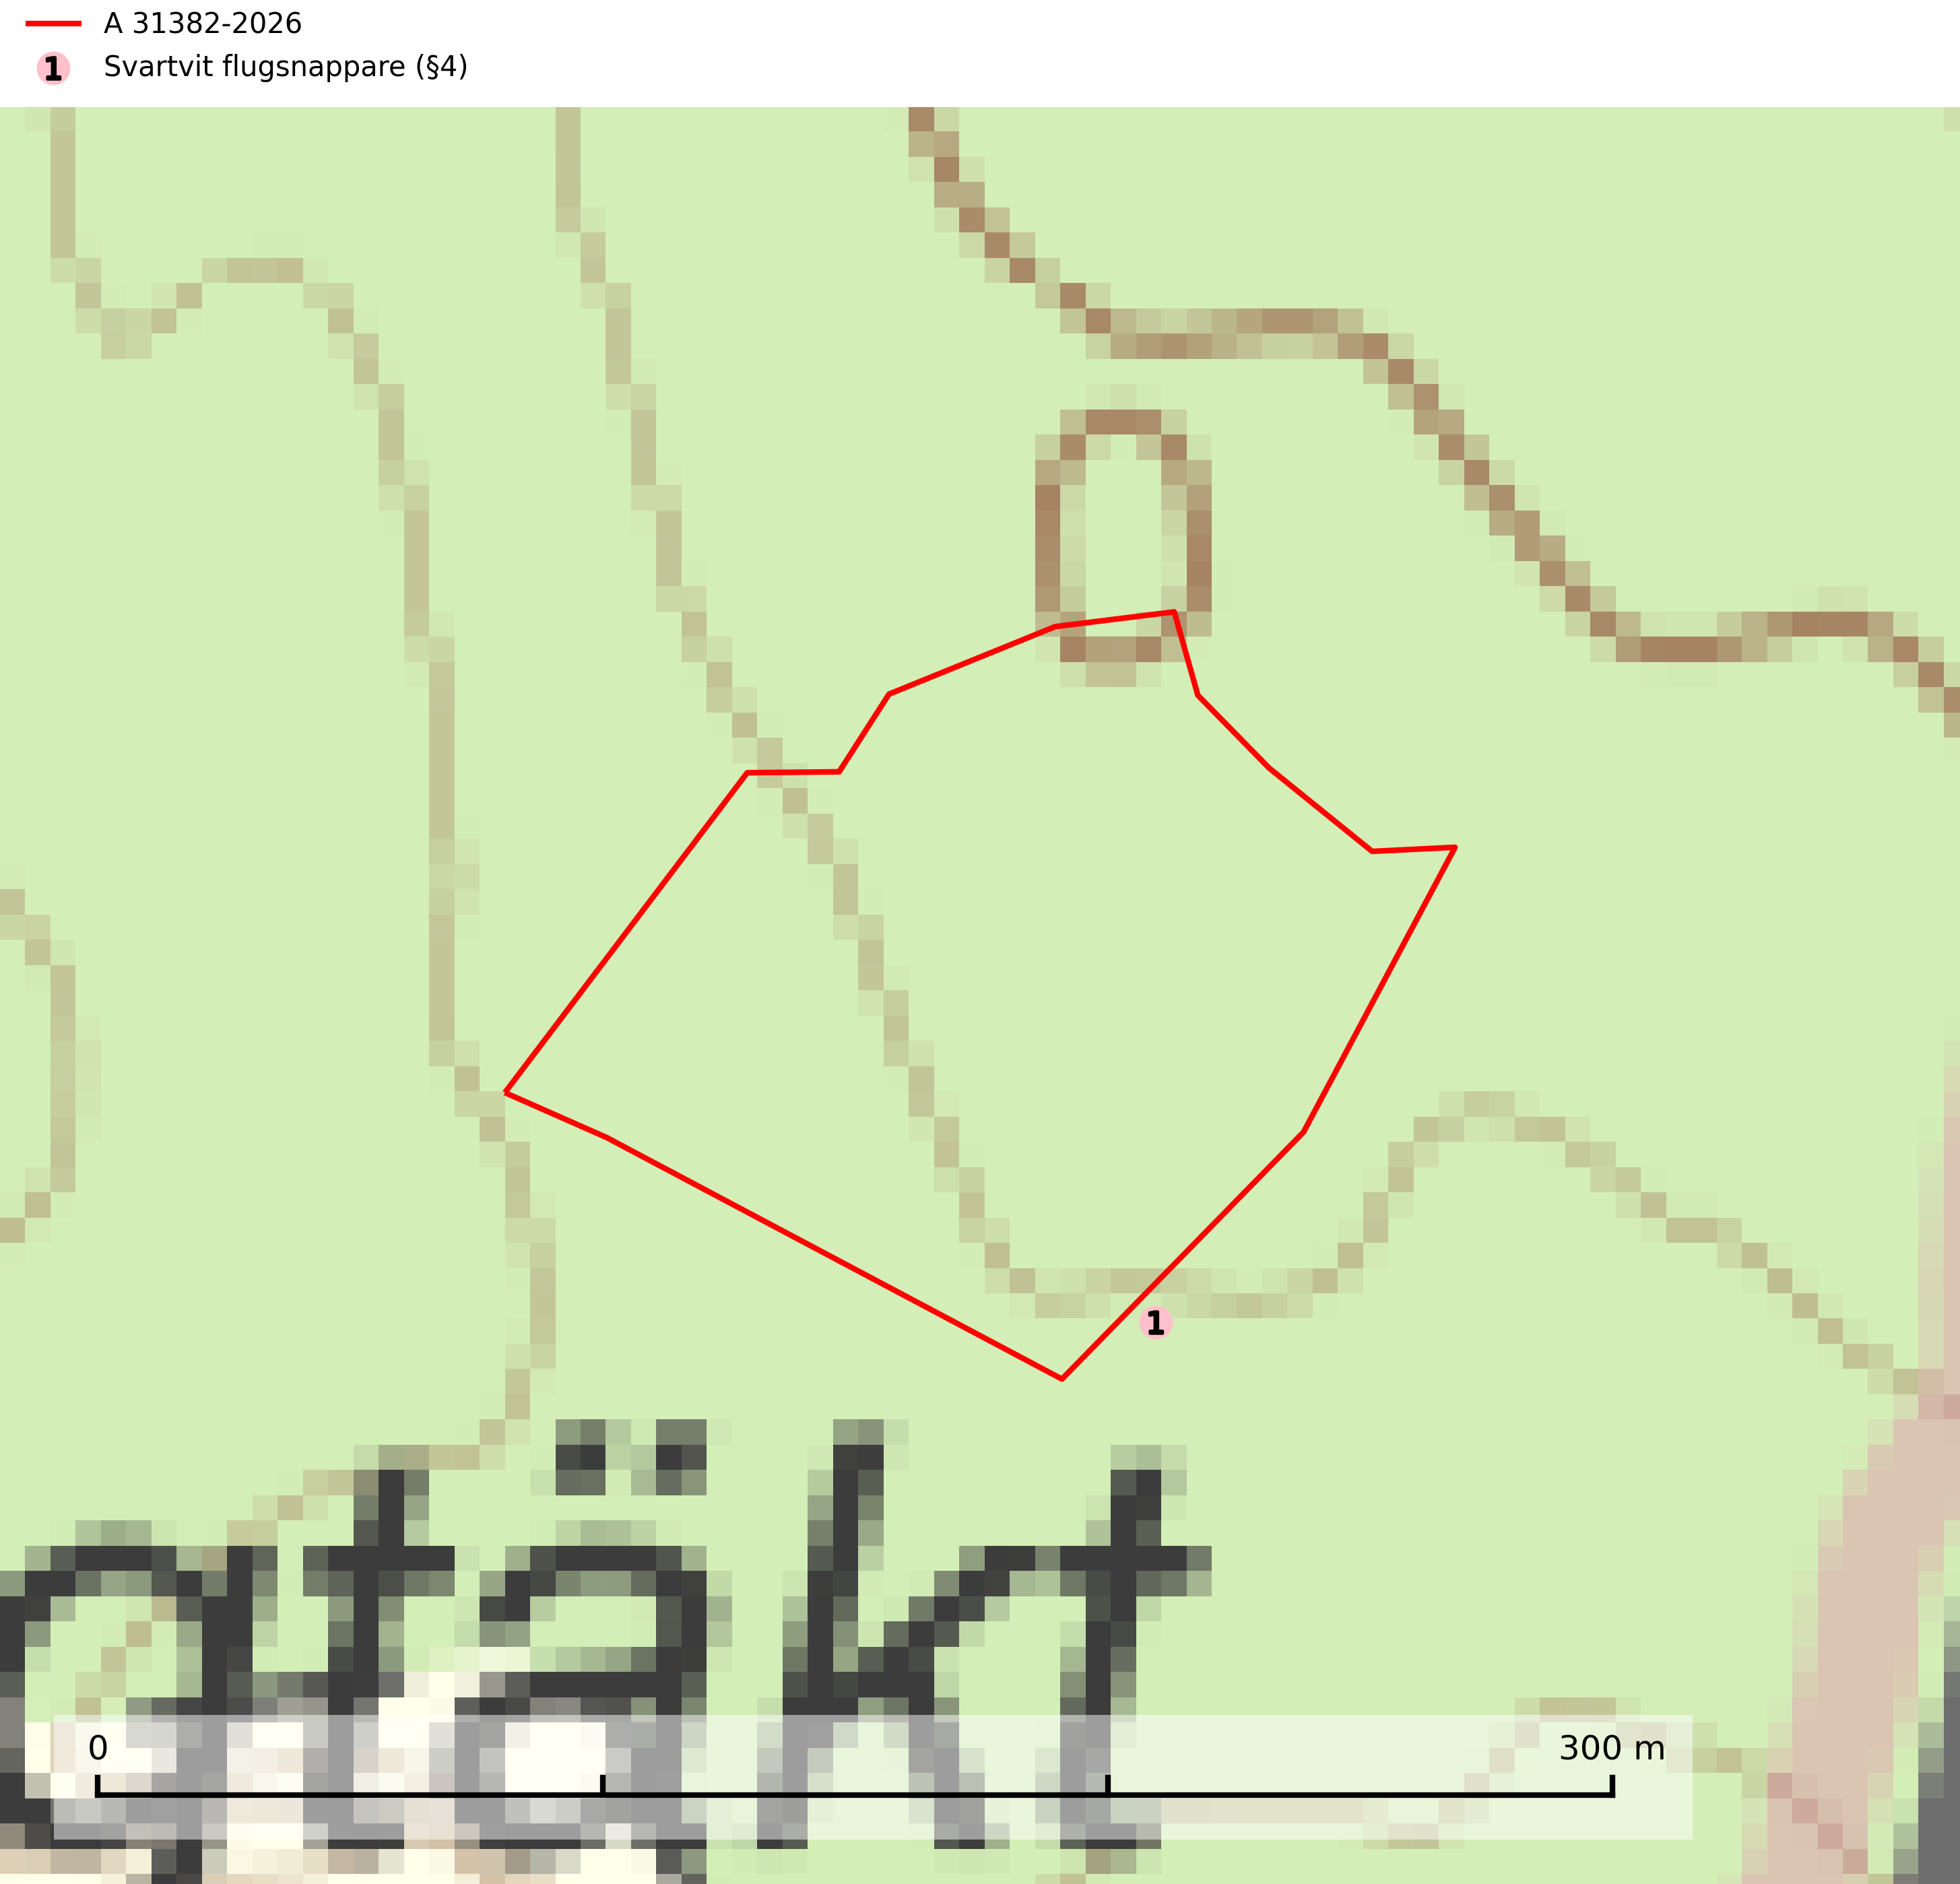 A 31382-2026
1 Svartvit flugsnappare (§4)
1
0 300 m